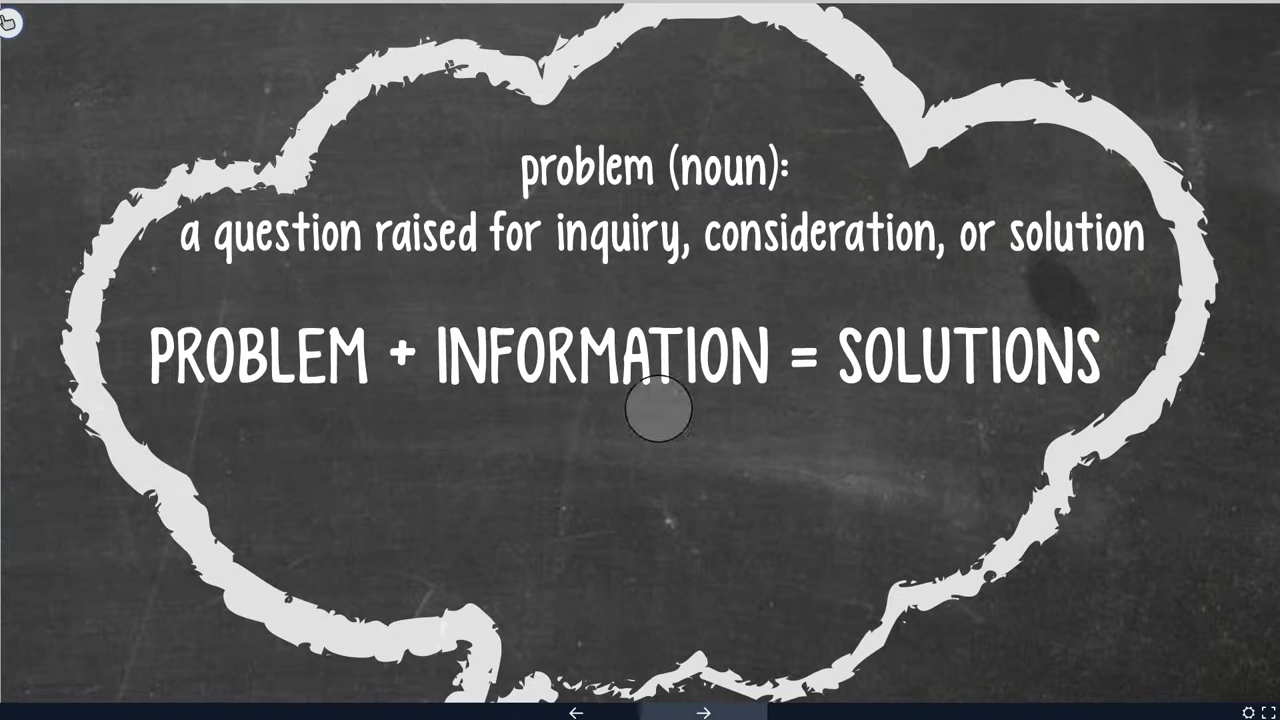 problem (noun):
a question raised for inquiry, consideration, or solution
PROBLEM + INFORMATION = SOLUTIONS